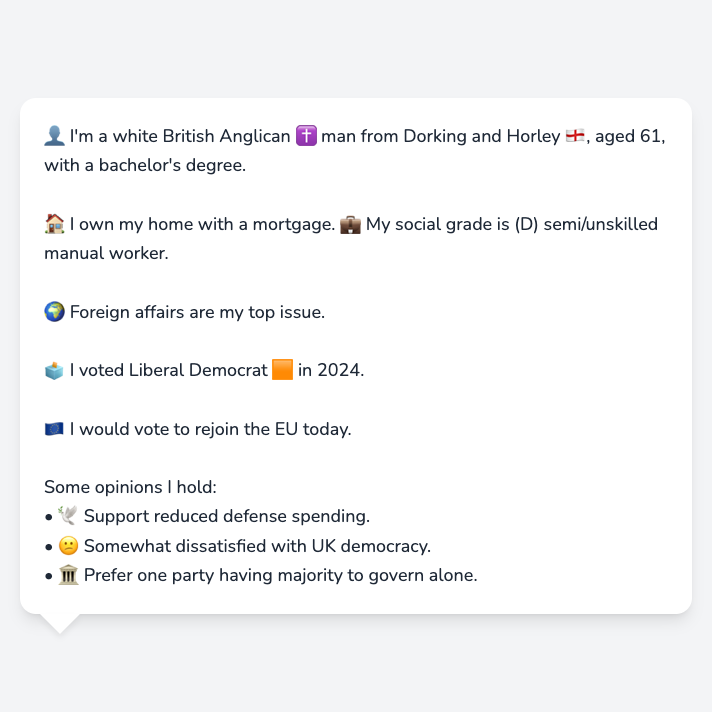 👤 I'm a white British Anglican ✝️ man from Dorking and Horley 🏴󠁧󠁢󠁥󠁮󠁧󠁿, aged 61,
with a bachelor's degree.
🏠 I own my home with a mortgage. 💼 My social grade is (D) semi/unskilled
manual worker.
🌍 Foreign affairs are my top issue.
🗳️ I voted Liberal Democrat 🟧 in 2024.
🇪🇺 I would vote to rejoin the EU today.
Some opinions I hold:
• 🕊️ Support reduced defense spending.
• 😕 Somewhat dissatisfied with UK democracy.
• 🏛️ Prefer one party having majority to govern alone.